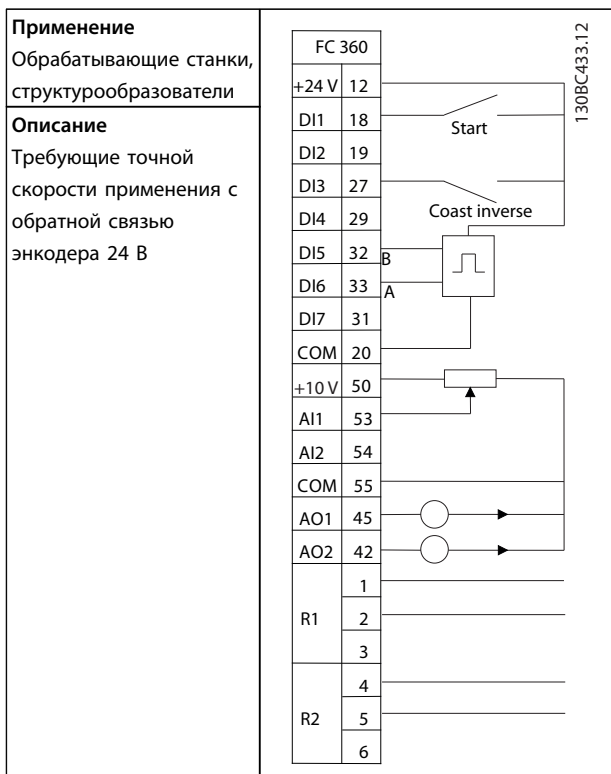 Применение
Обрабатывающие станки,
структурообразователи
Описание
Требующие точной
скорости применения с
обратной связью
энкодера 24 В
FC 360
130BC433.12
+24 V 12
DI1 18
Start
DI2 19
DI3 27
Coast inverse
DI4 29
DI5 32 B
DI6 33 A
DI7 31
COM 20
+10 V 50
AI1 53
AI2 54
COM 55
AO1 45
AO2 42
R1
1
2
3
R2
4
5
6